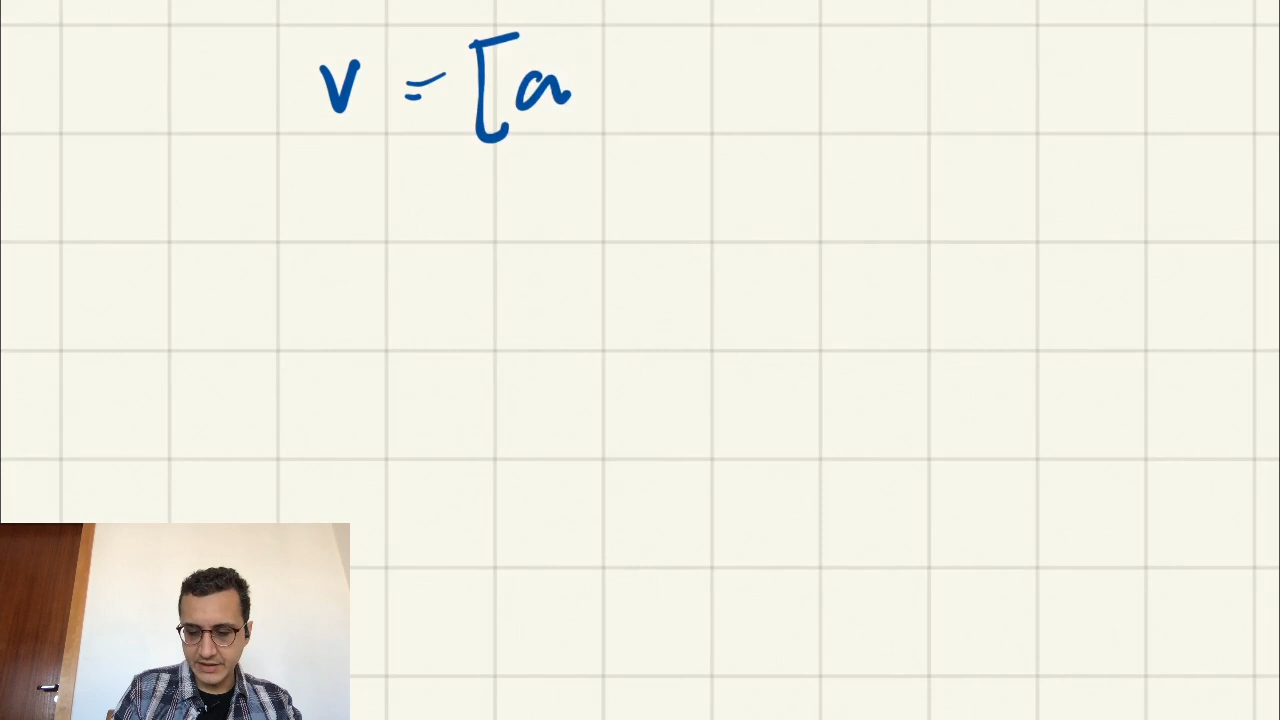 v = [a